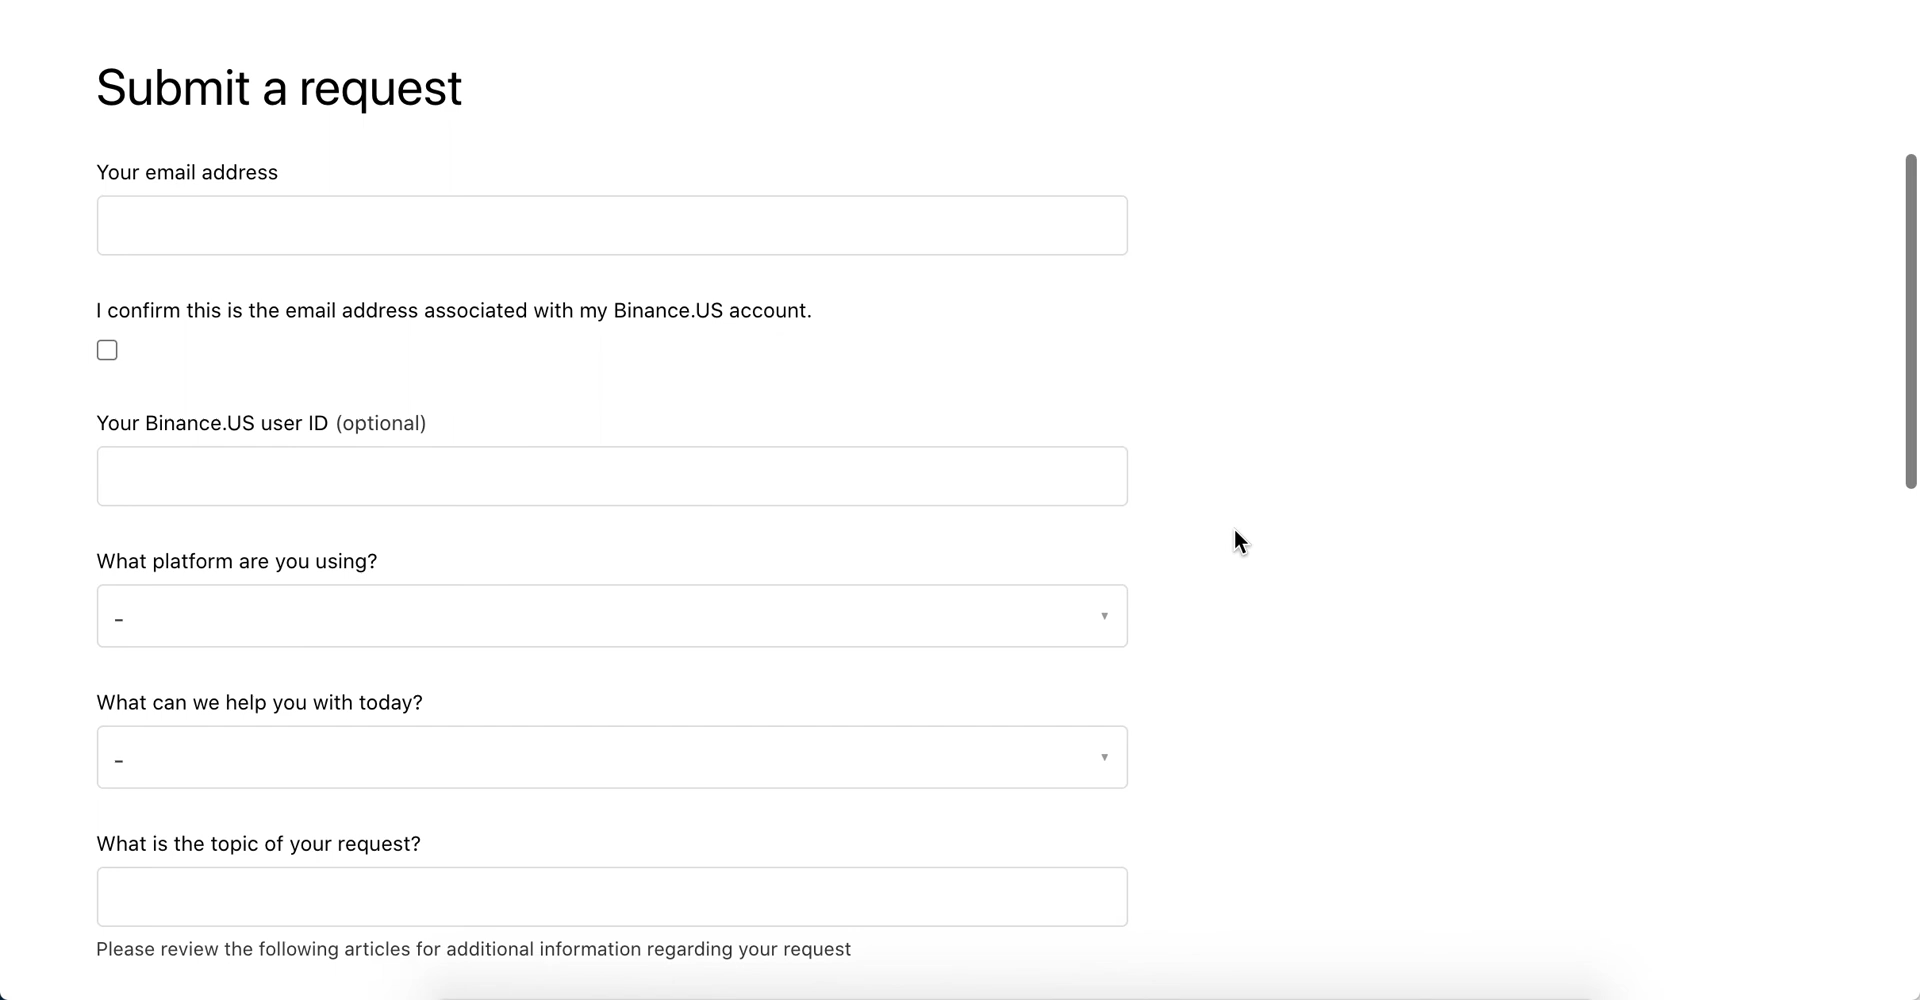 Submit a request
Your email address
I confirm this is the email address associated with my Binance.US account.
Your Binance.US user ID (optional)
What platform are you using?
-
What can we help you with today?
-
What is the topic of your request?
Please review the following articles for additional information regarding your request